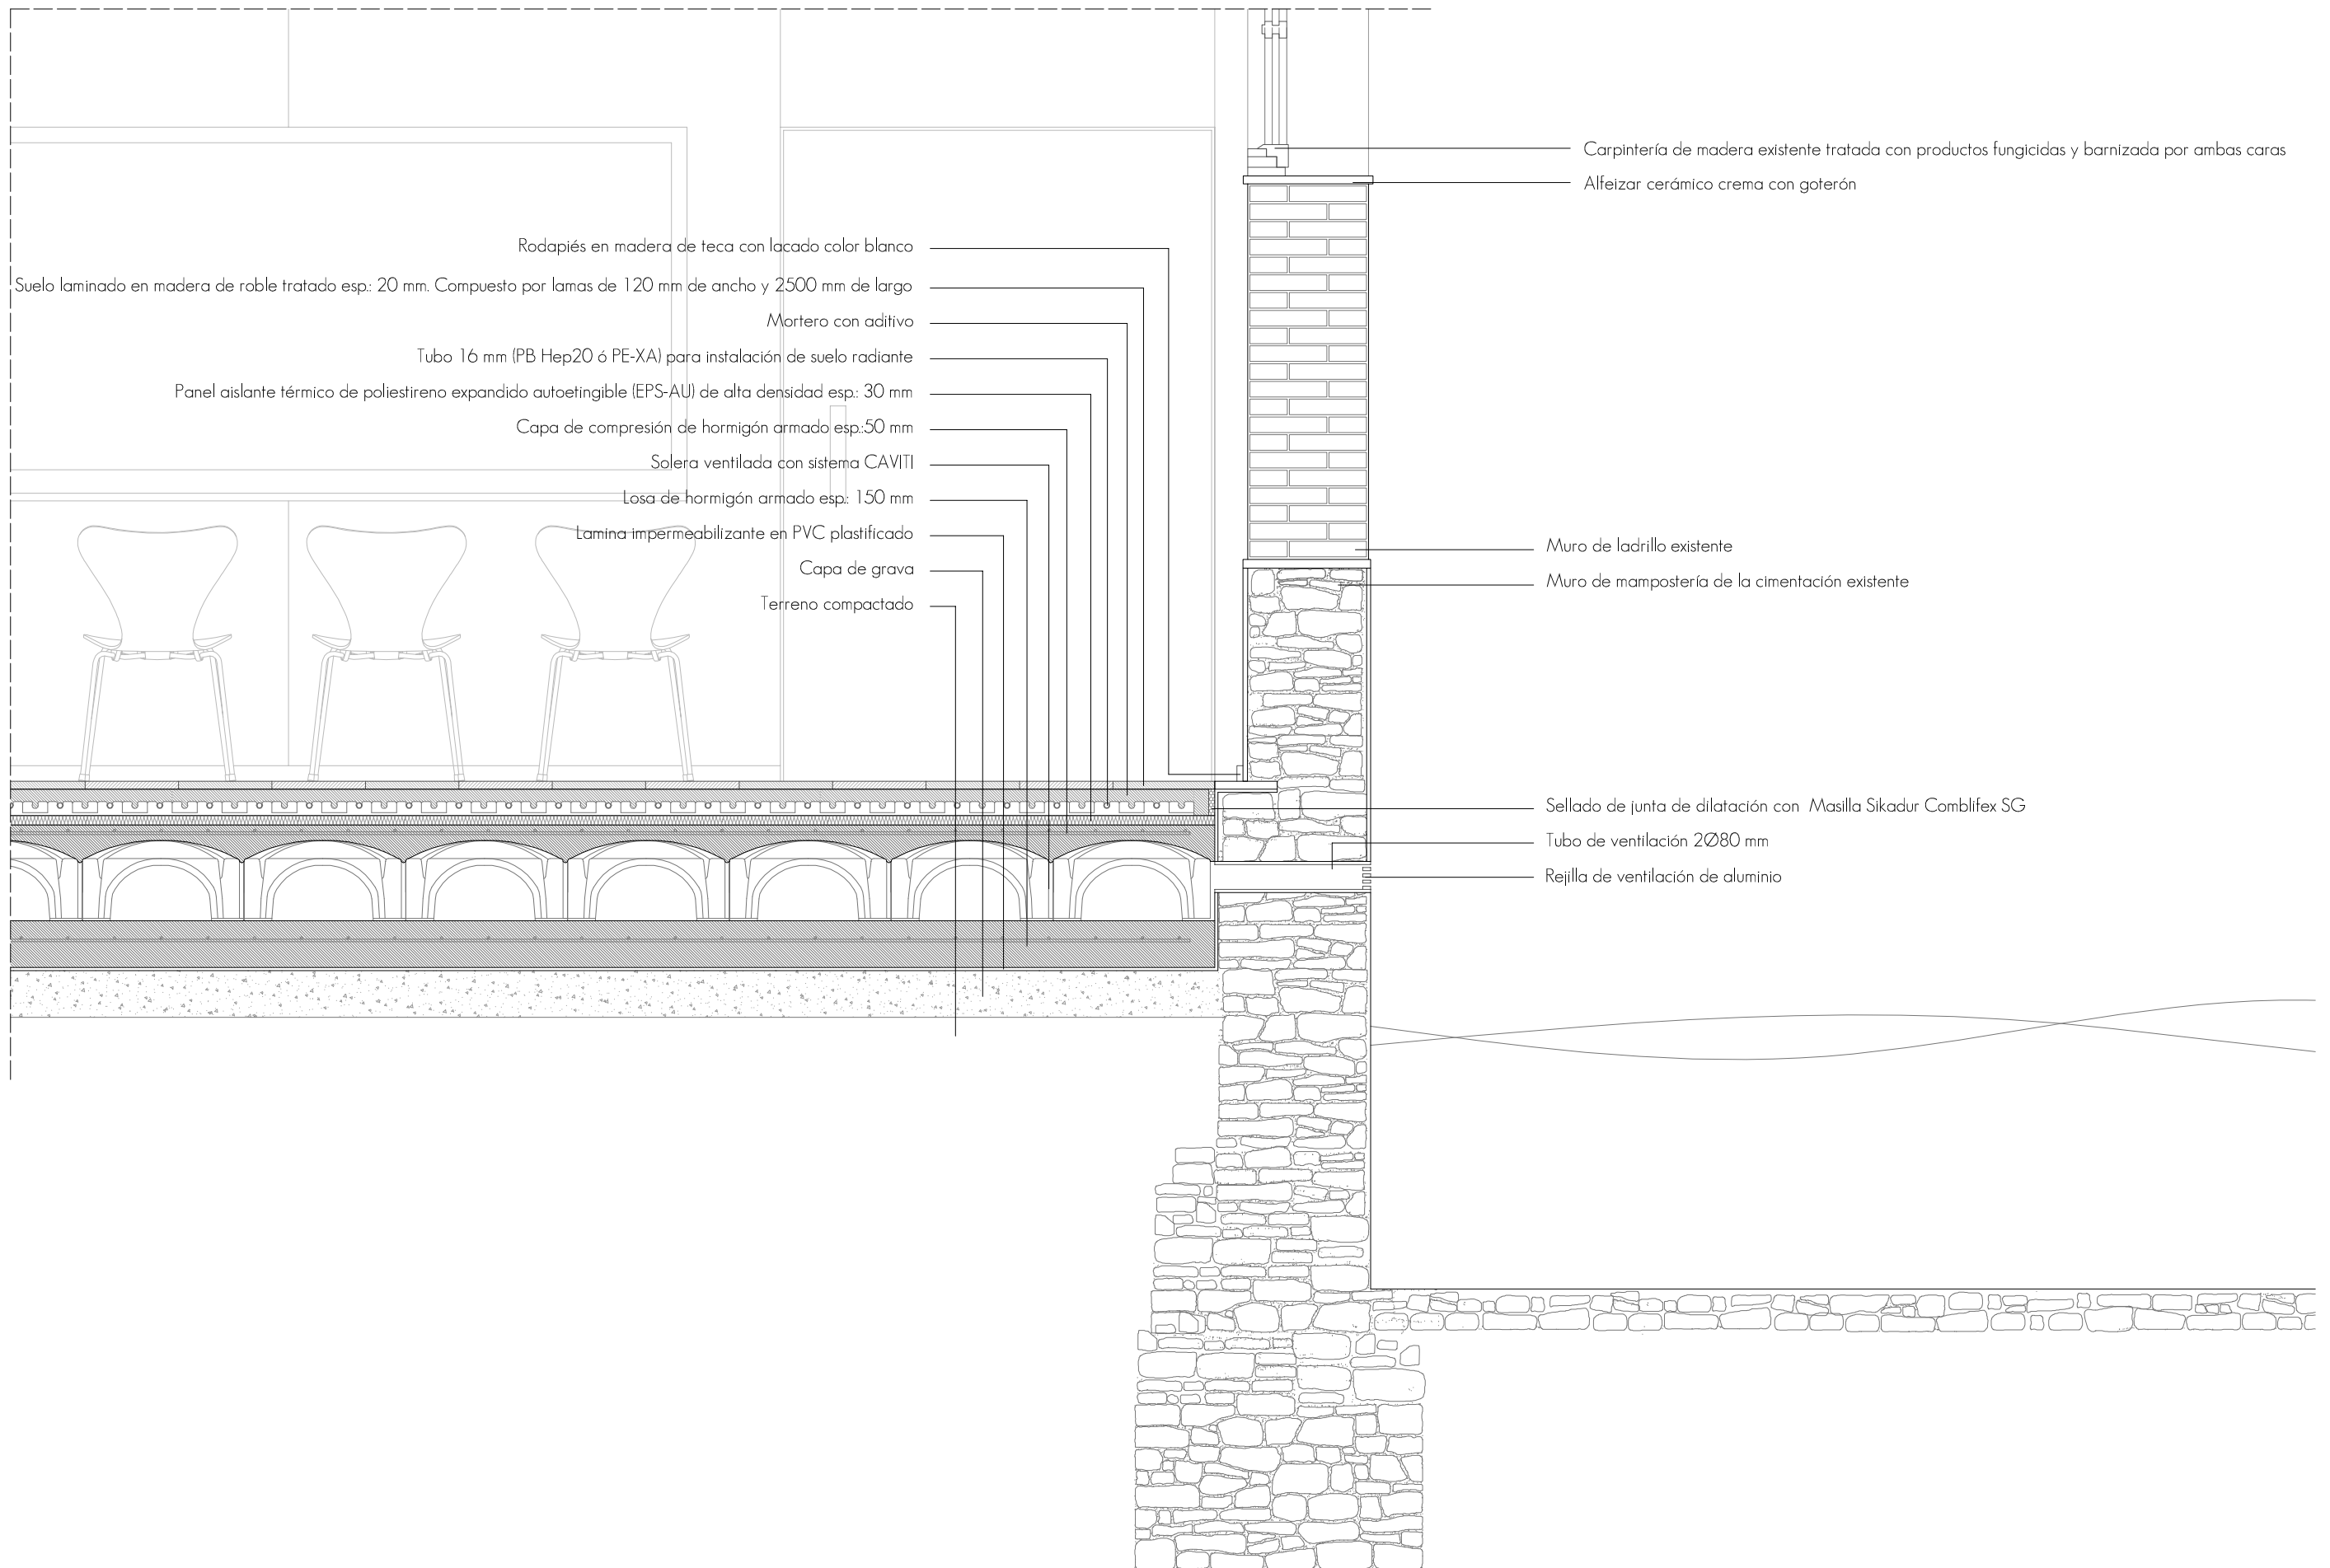 Carpintería de madera existente tratada con productos fungicidas y barnizada por ambas caras
Alfeizar cerámico crema con goterón
Rodapiés en madera de teca con lacado color blanco
Suelo laminado en madera de roble tratado esp.: 20 mm. Compuesto por lamas de 120 mm de ancho y 2500 mm de largo
Mortero con aditivo
Tubo 16 mm (PB Hep20 ó PE-XA) para instalación de suelo radiante
Panel aislante térmico de poliestireno expandido autoetingible (EPS-AU) de alta densidad esp.: 30 mm
Capa de compresión de hormigón armado esp.:50 mm
Solera ventilada con sistema CAVITI
Losa de hormigón armado esp.: 150 mm
Lamina impermeabilizante en PVC plastificado
Capa de grava
Terreno compactado
Muro de ladrillo existente
Muro de mampostería de la cimentación existente
Sellado de junta de dilatación con Masilla Sikadur Comblifex SG
Tubo de ventilación 2Ø80 mm
Rejilla de ventilación de aluminio